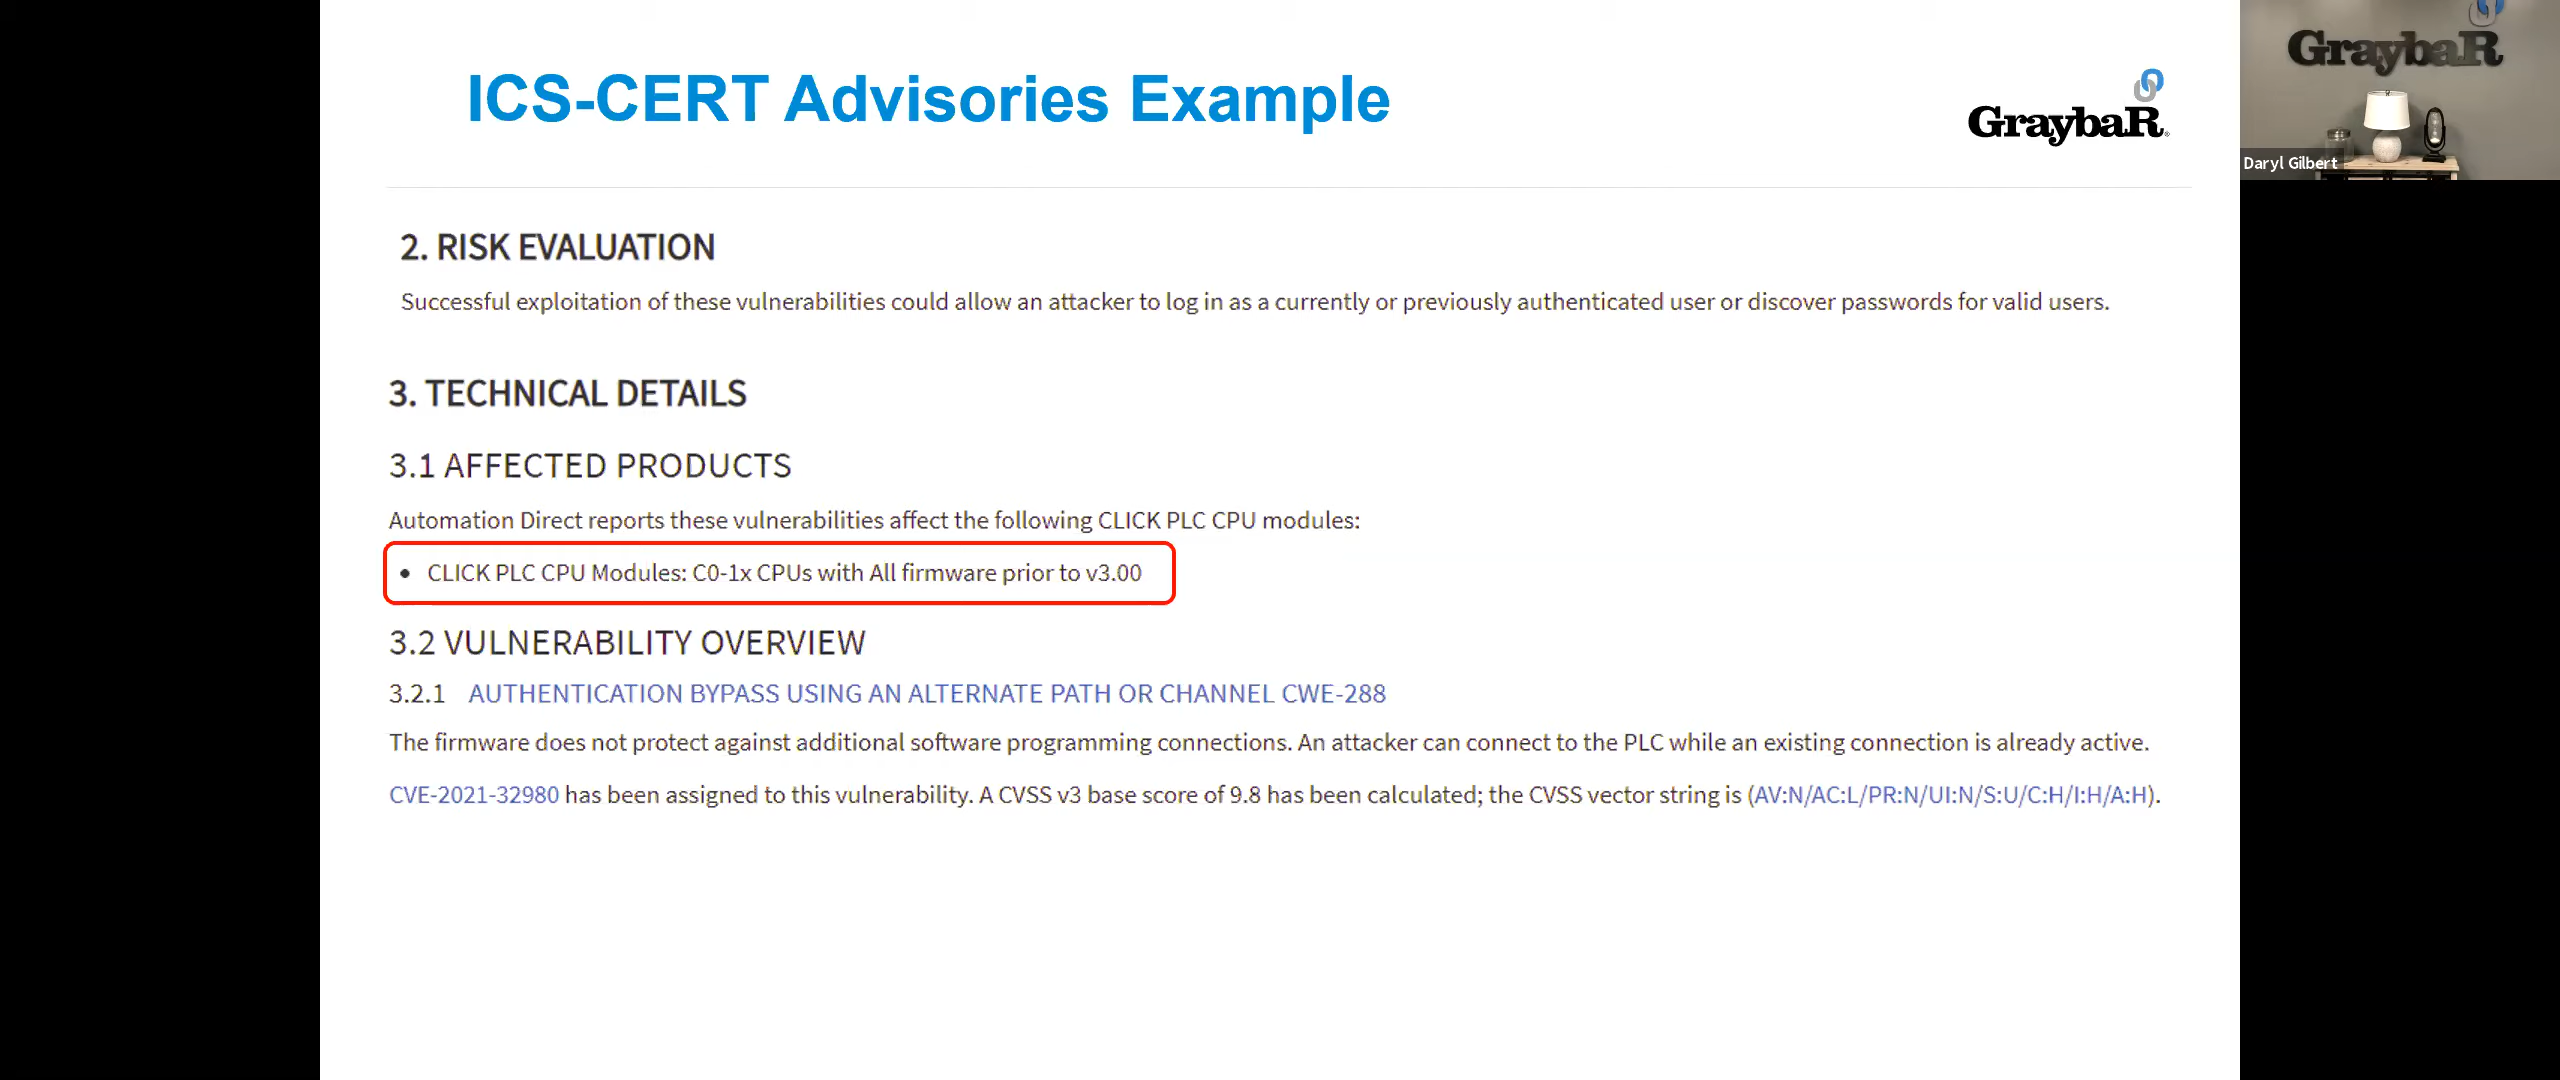 ICS-CERT Advisories Example
GraybaR
GraybaR
Daryl Gilbert
2. RISK EVALUATION
Successful exploitation of these vulnerabilities could allow an attacker to log in as a currently or previously authenticated user or discover passwords for valid users.
3. TECHNICAL DETAILS
3.1 AFFECTED PRODUCTS
Automation Direct reports these vulnerabilities affect the following CLICK PLC CPU modules:
• CLICK PLC CPU Modules: C0-1x CPUs with All firmware prior to v3.00
3.2 VULNERABILITY OVERVIEW
3.2.1 AUTHENTICATION BYPASS USING AN ALTERNATE PATH OR CHANNEL CWE-288
The firmware does not protect against additional software programming connections. An attacker can connect to the PLC while an existing connection is already active.
CVE-2021-32980 has been assigned to this vulnerability. A CVSS v3 base score of 9.8 has been calculated; the CVSS vector string is (AV:N/AC:L/PR:N/UI:N/S:U/C:H/I:H/A:H).